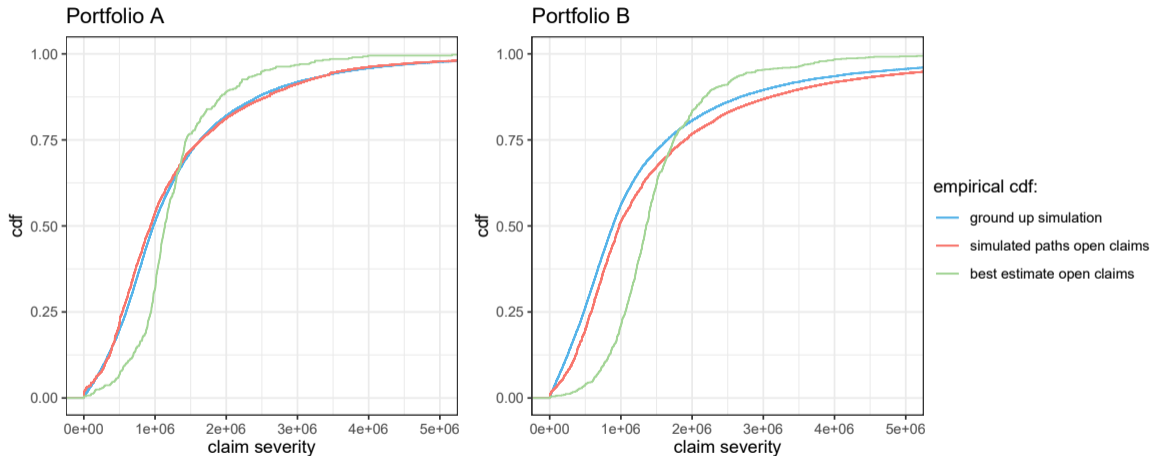 Portfolio A
1.00
0.75
0.50
0.25
0.00
cdf
0e+00 1e+06 2e+06 3e+06 4e+06 5e+06
claim severity
Portfolio B
1.00
0.75
0.50
0.25
0.00
cdf
0e+00 1e+06 2e+06 3e+06 4e+06 5e+06
claim severity
empirical cdf:
ground up simulation
simulated paths open claims
best estimate open claims